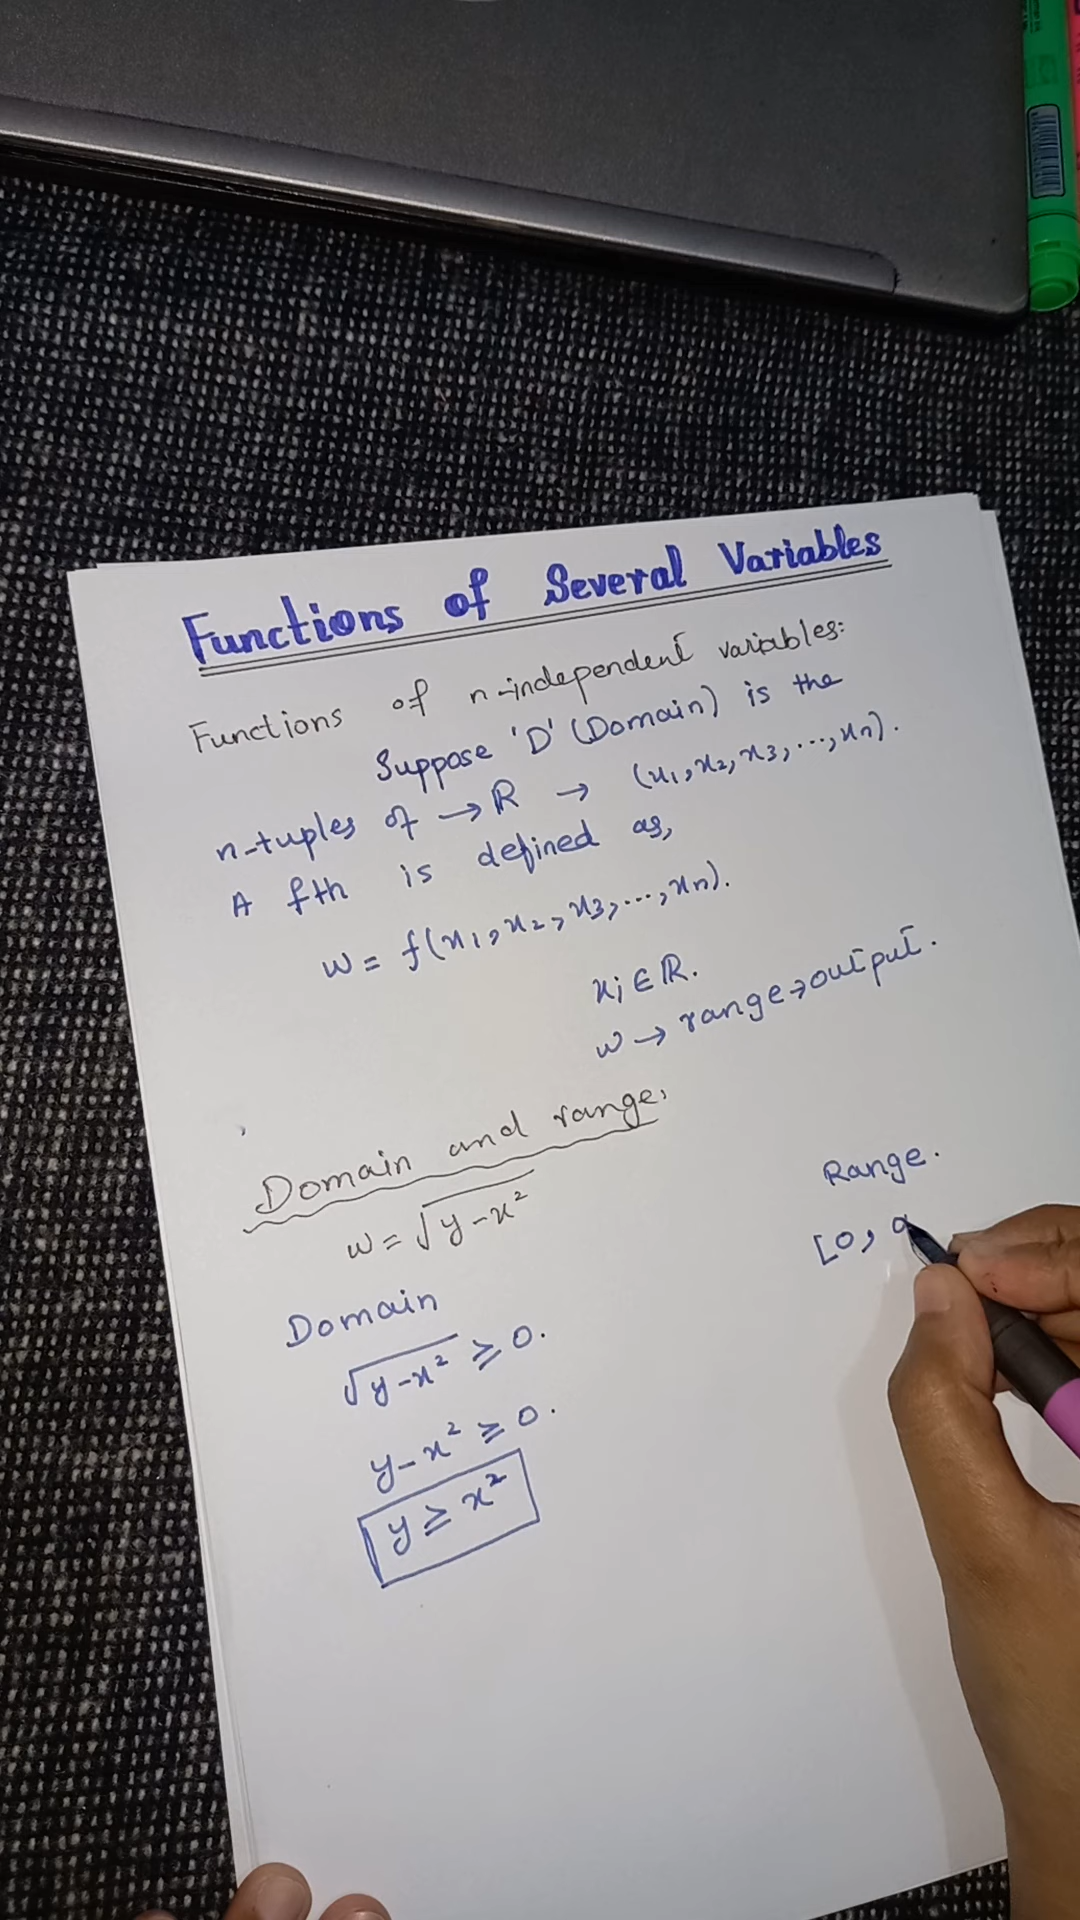 Functions of Several Variables
Functions of n-independent variables:
Suppose 'D' (Domain) is the
n-tuples of → ℝ → (x₁, x₂, x₃, ..., xₙ).
A fth is defined as,
w = f(x₁, x₂, x₃, ..., xₙ).
xⱼ ∈ ℝ.
w → range → output.
Domain and range.
w = √(y-x²)
Range.
[0,
Domain
√(y-x²) ≥ 0.
y-x² ≥ 0.
y ≥ x²